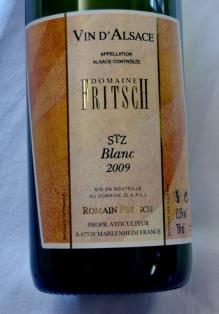 VIN D'ALSACE
APPELLATION
ALSACE CONTRÔLÉE
DOMAINE
FRITSCH
STZ
Blanc
2009
MIS EN BOUTEILLE
AU DOMAINE (E.A.R.L.)
ROMAIN FRITSCH
PROPR.-VITICULTEUR
A 67520 MARLENHEIM FRANCE